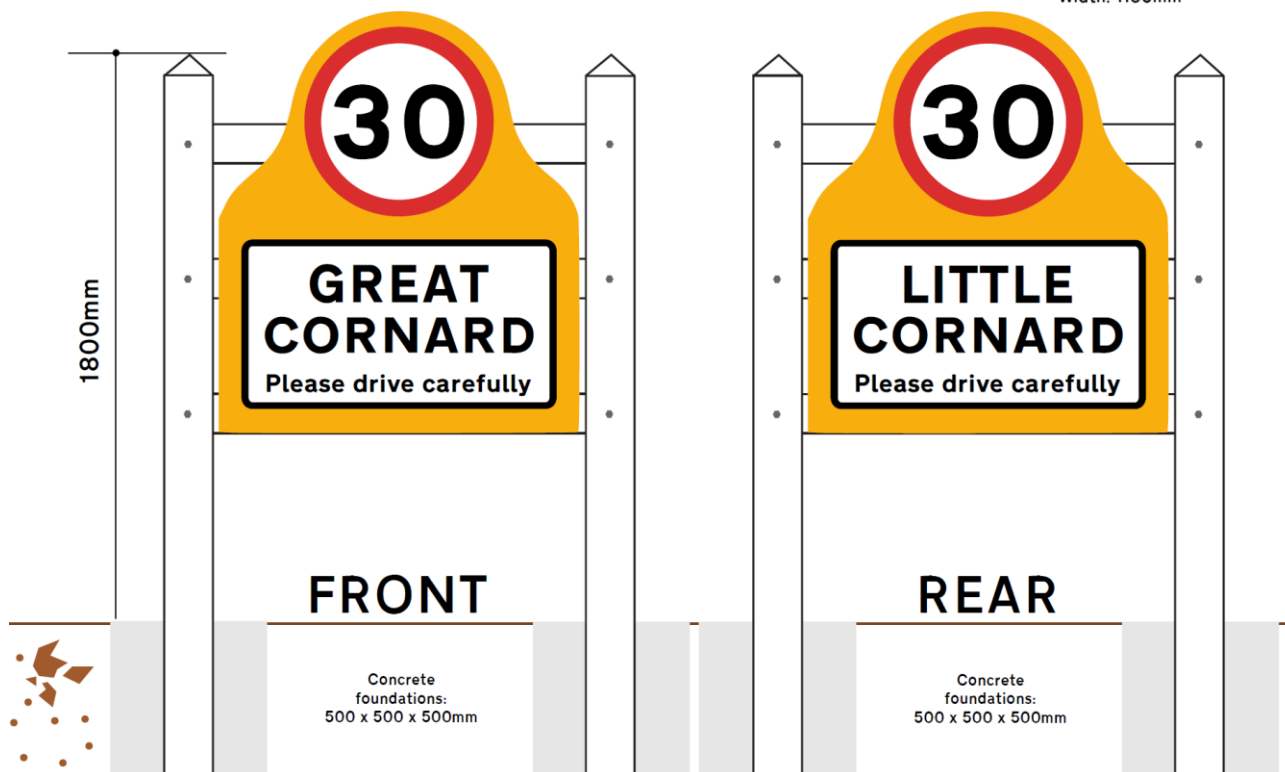 30
GREAT
CORNARD
Please drive carefully
1800mm
FRONT
Concrete
foundations:
500 x 500 x 500mm
30
LITTLE
CORNARD
Please drive carefully
REAR
Concrete
foundations:
500 x 500 x 500mm